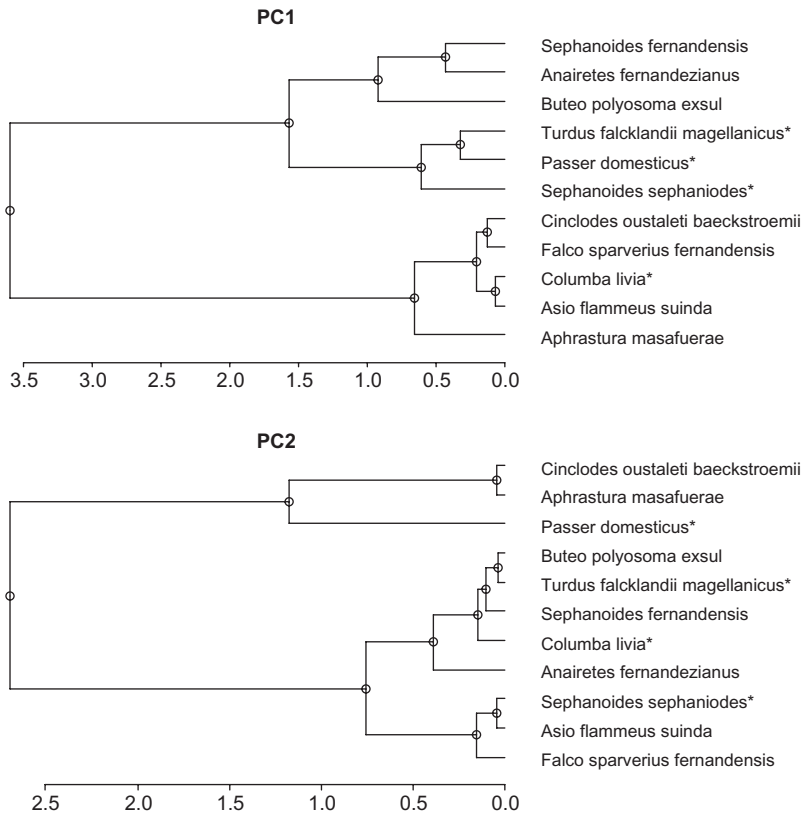 PC1
Sephanoides fernandensis
Anairetes fernandezianus
Buteo polyosoma exsul
Turdus falcklandii magellanicus*
Passer domesticus*
Sephanoides sephaniodes*
Cinclodes oustaleti baeckstroemii
Falco sparverius fernandensis
Columba livia*
Asio flammeus suinda
Aphrastura masafuerae
3.5 3.0 2.5 2.0 1.5 1.0 0.5 0.0
PC2
Cinclodes oustaleti baeckstroemii
Aphrastura masafuerae
Passer domesticus*
Buteo polyosoma exsul
Turdus falcklandii magellanicus*
Sephanoides fernandensis
Columba livia*
Anairetes fernandezianus
Sephanoides sephaniodes*
Asio flammeus suinda
Falco sparverius fernandensis
2.5 2.0 1.5 1.0 0.5 0.0